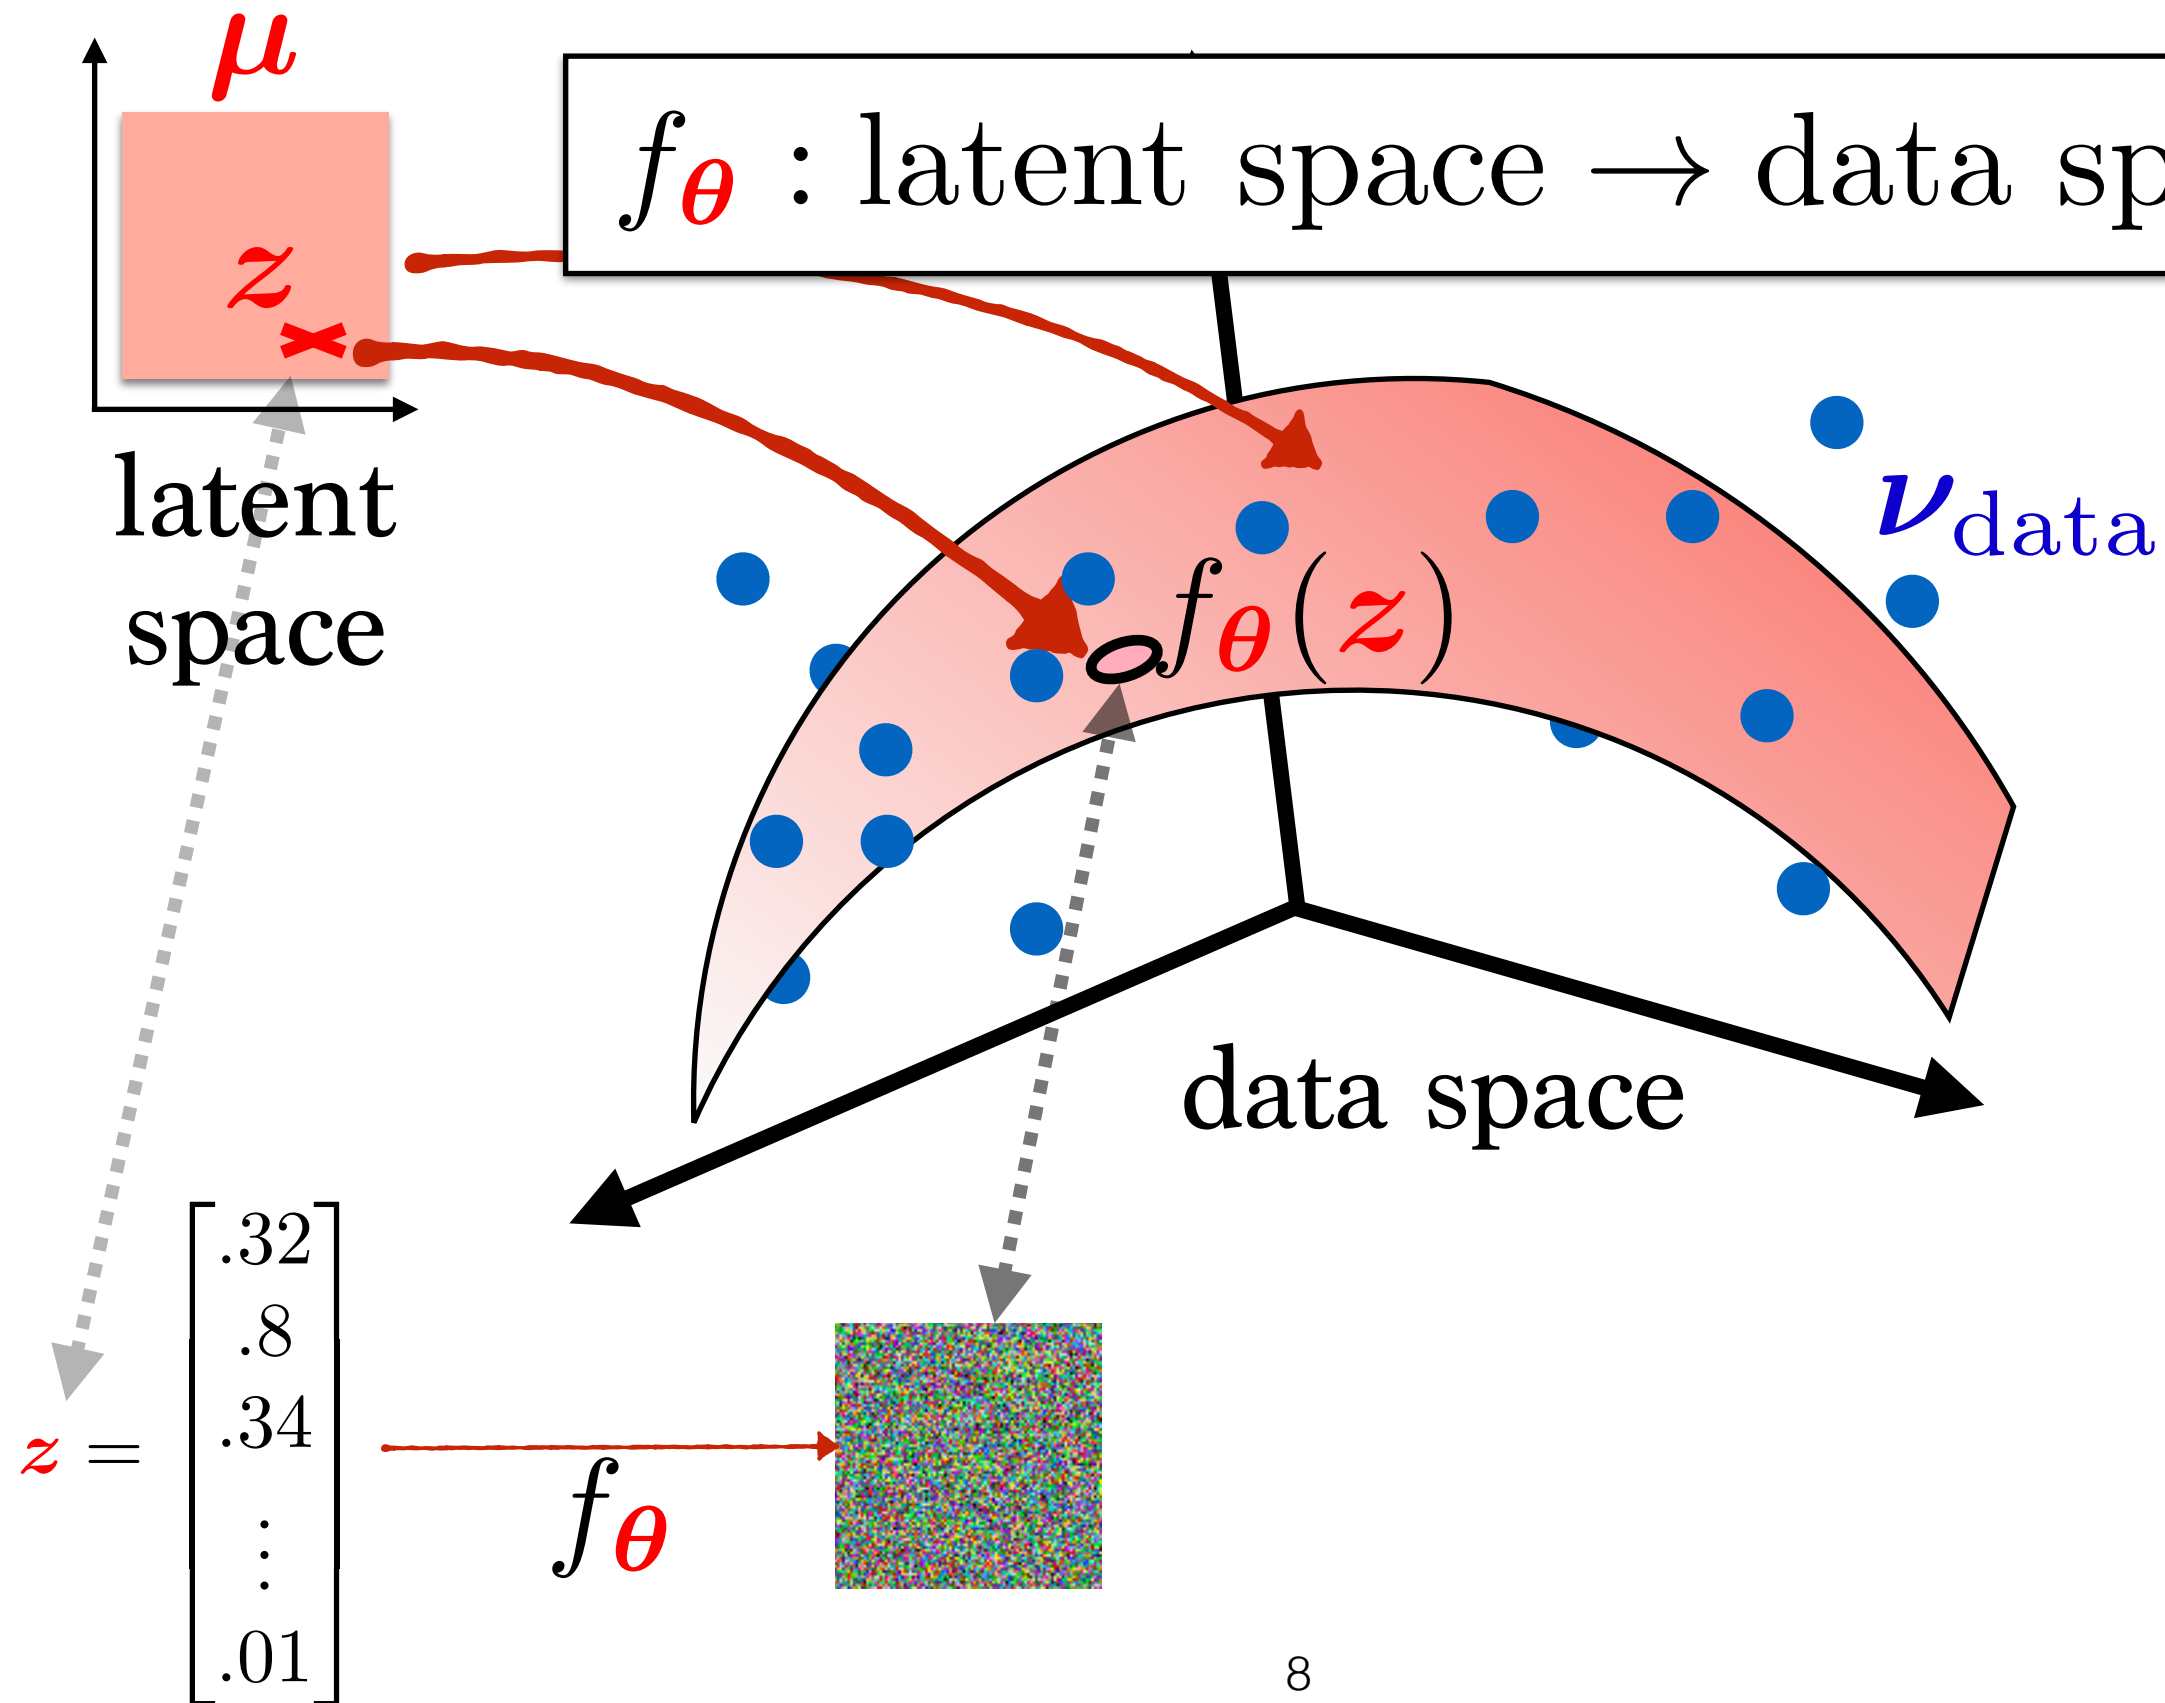 μ
f_θ : latent space → data sp
z
latent
space
ν_data
f_θ(z)
data space
z = [.32
.8
.34
⋮
.01]
f_θ
8